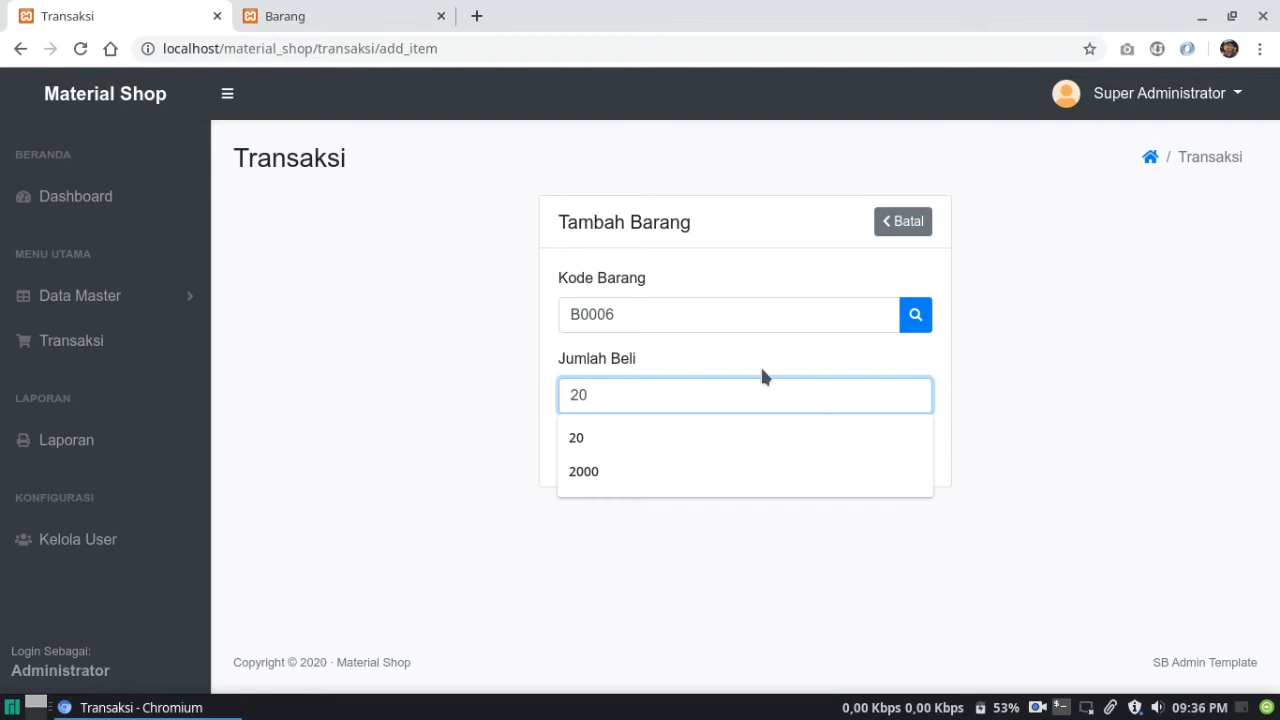 Transaksi
Barang
localhost/material_shop/transaksi/add_item
Material Shop
Super Administrator
BERANDA
Dashboard
MENU UTAMA
Data Master
Transaksi
LAPORAN
Laporan
KONFIGURASI
Kelola User
Login Sebagai:
Administrator
Transaksi
/ Transaksi
Tambah Barang
Batal
Kode Barang
B0006
Jumlah Beli
20
20
2000
Copyright © 2020 · Material Shop
SB Admin Template
Transaksi - Chromium
0,00 Kbps 0,00 Kbps
53%
09:36 PM